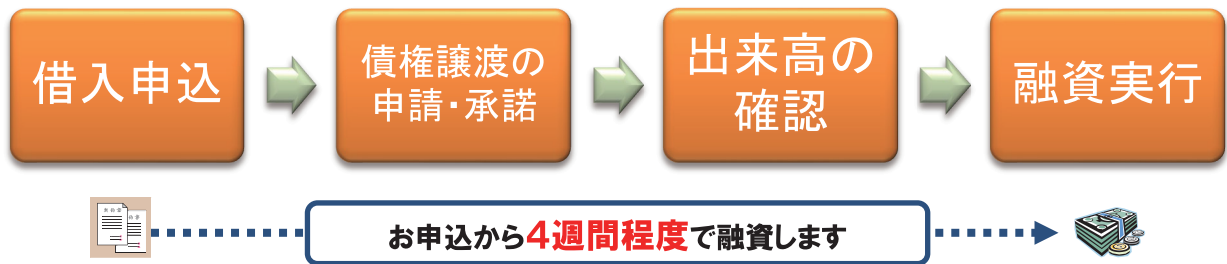 借入申込
債権譲渡の
申請・承諾
出来高の
確認
融資実行
お申込から4週間程度で融資します